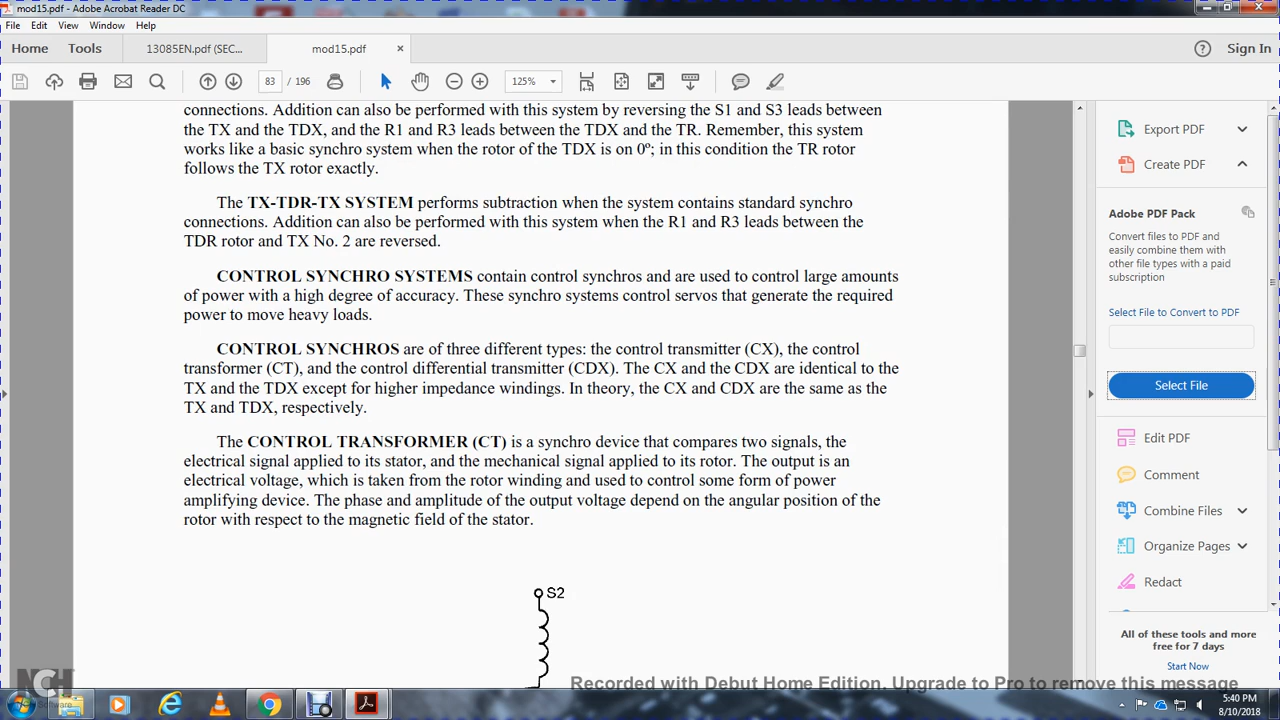 mod15.pdf - Adobe Acrobat Reader DC
File Edit View Window Help
Home Tools 13085EN.pdf (SEC... mod15.pdf × Sign In
83 / 196 125%
connections. Addition can also be performed with this system by reversing the S1 and S3 leads between
the TX and the TDX, and the R1 and R3 leads between the TDX and the TR. Remember, this system
works like a basic synchro system when the rotor of the TDX is on 0º; in this condition the TR rotor
follows the TX rotor exactly.
The TX-TDR-TX SYSTEM performs subtraction when the system contains standard synchro
connections. Addition can also be performed with this system when the R1 and R3 leads between the
TDR rotor and TX No. 2 are reversed.
CONTROL SYNCHRO SYSTEMS contain control synchros and are used to control large amounts
of power with a high degree of accuracy. These synchro systems control servos that generate the required
power to move heavy loads.
CONTROL SYNCHROS are of three different types: the control transmitter (CX), the control
transformer (CT), and the control differential transmitter (CDX). The CX and the CDX are identical to the
TX and the TDX except for higher impedance windings. In theory, the CX and CDX are the same as the
TX and TDX, respectively.
The CONTROL TRANSFORMER (CT) is a synchro device that compares two signals, the
electrical signal applied to its stator, and the mechanical signal applied to its rotor. The output is an
electrical voltage, which is taken from the rotor winding and used to control some form of power
amplifying device. The phase and amplitude of the output voltage depend on the angular position of the
rotor with respect to the magnetic field of the stator.
S2
Export PDF
Create PDF
Adobe PDF Pack
Convert files to PDF and
easily combine them with
other file types with a paid
subscription
Select File to Convert to PDF
Select File
Edit PDF
Comment
Combine Files
Organize Pages
Redact
All of these tools and more
free for 7 days
Start Now
NCH
Software
Recorded with Debut Home Edition. Upgrade to Pro to remove this message
5:40 PM
8/10/2018